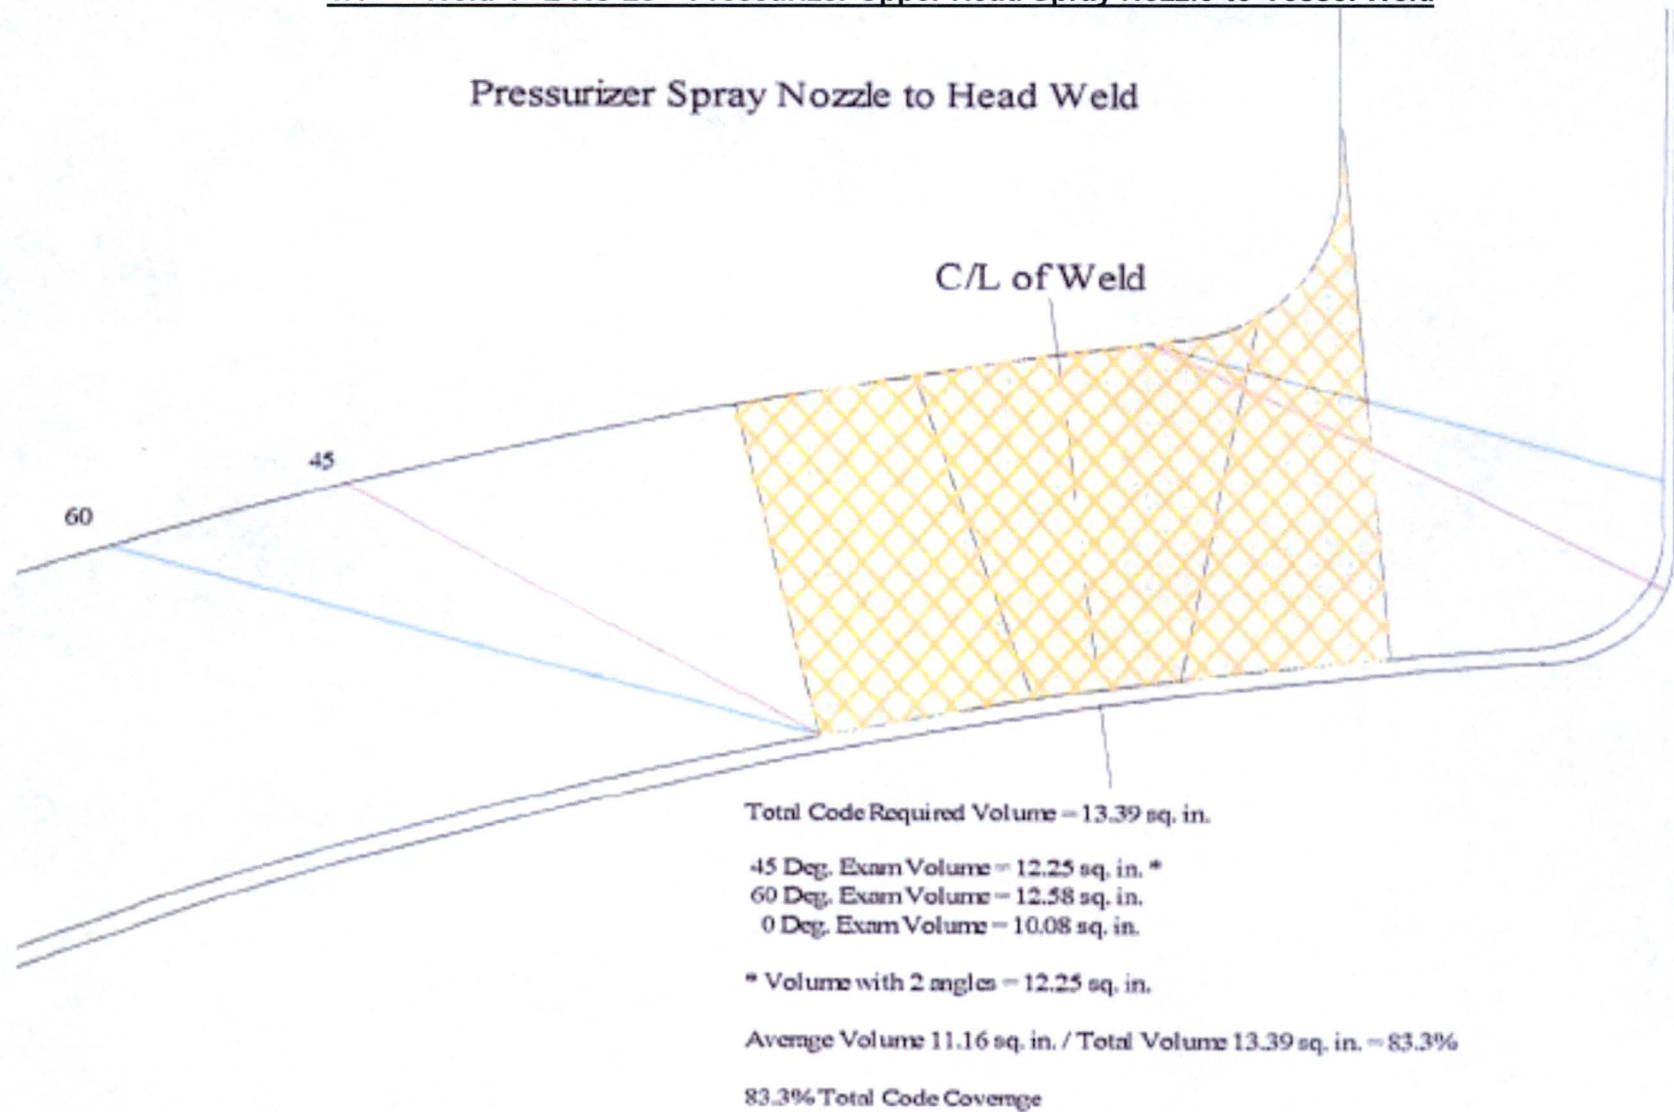 Pressurizer Spray Nozzle to Head Weld
C/L of Weld
45
60
Total Code Required Volume = 13.39 sq. in.
45 Deg. Exam Volume = 12.25 sq. in. *
60 Deg. Exam Volume = 12.58 sq. in.
0 Deg. Exam Volume = 10.08 sq. in.
* Volume with 2 angles = 12.25 sq. in.
Average Volume 11.16 sq. in. / Total Volume 13.39 sq. in. = 83.3%
83.3% Total Code Coverage